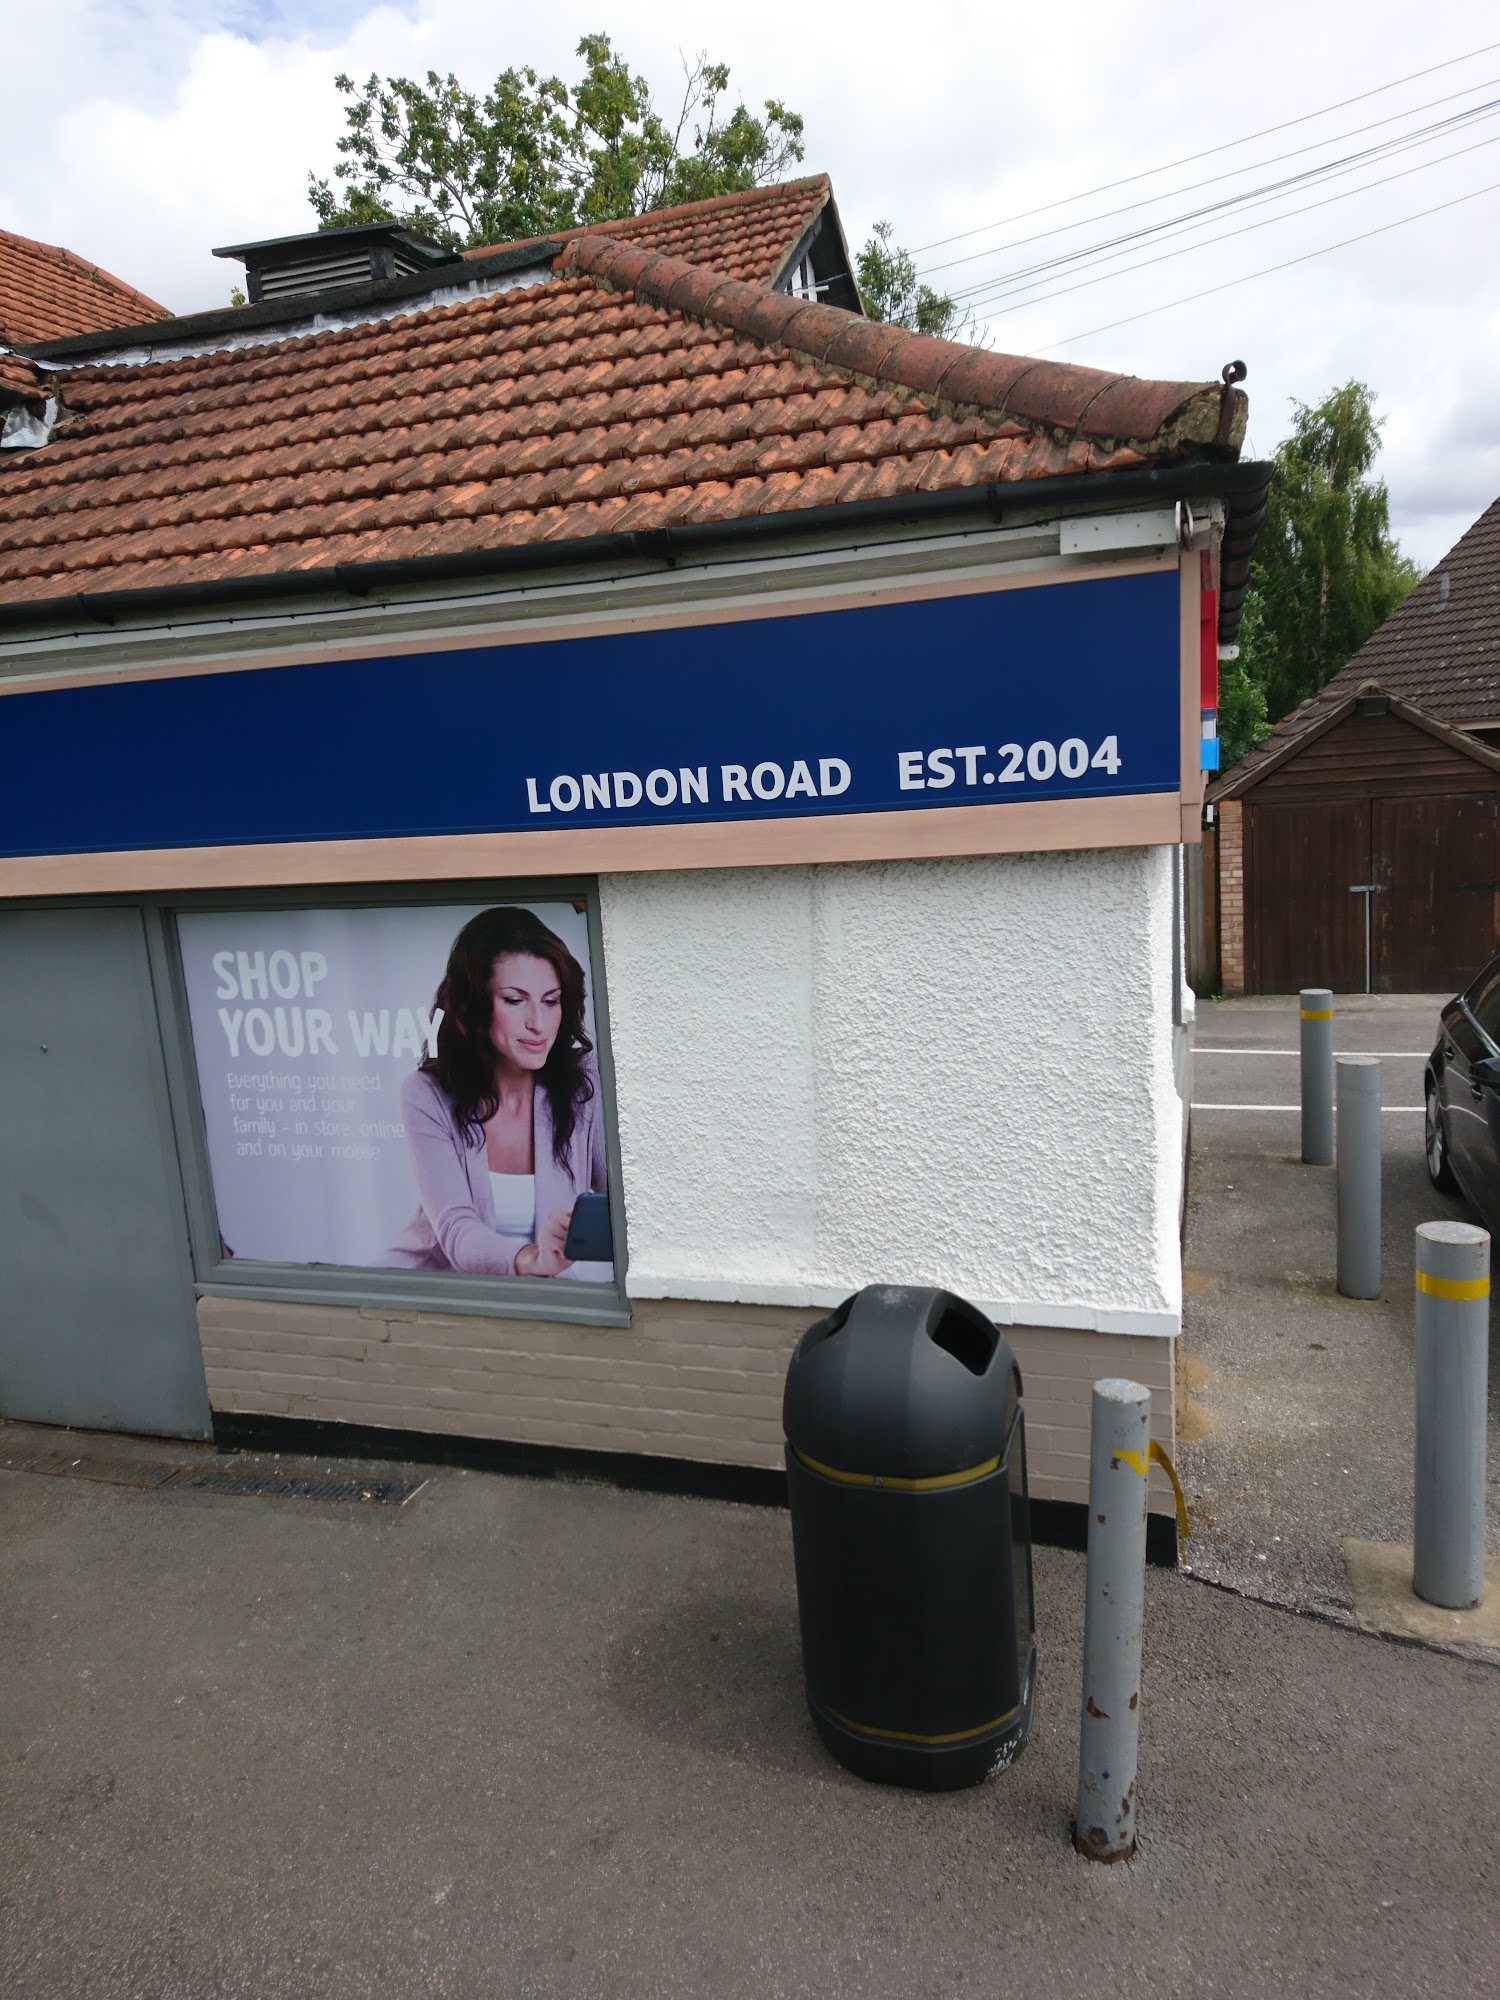 LONDON ROAD EST.2004
SHOP
YOUR WAY
Everything you need
for you and your
family - in store, online
and on your mobile